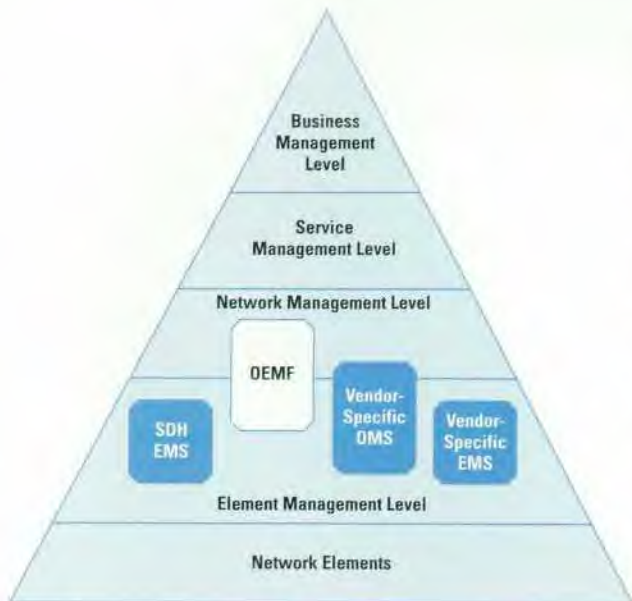 Business
Management
Level
Service
Management Level
Network Management Level
OEMF
Vendor-
Specific
OMS
SDH
EMS
Vendor-
Specific
EMS
Element Management Level
Network Elements